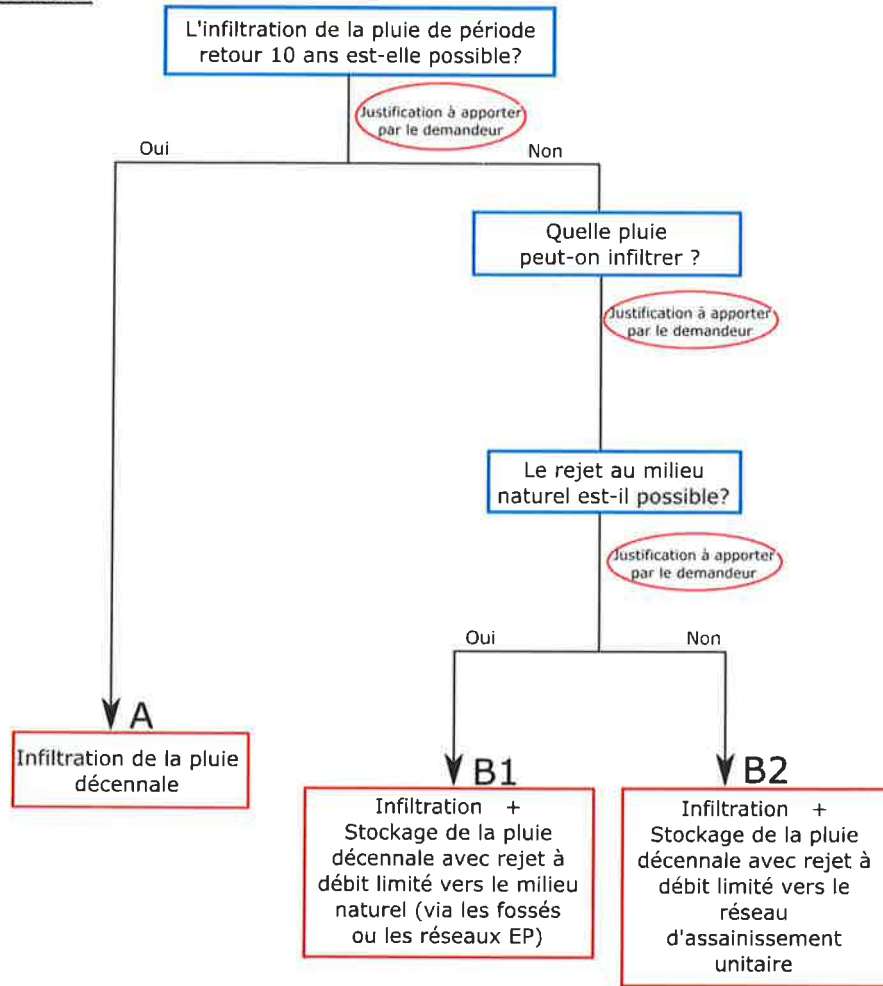 L'infiltration de la pluie de période
retour 10 ans est-elle possible?
Justification à apporter
par le demandeur
Oui
Non
Quelle pluie
peut-on infiltrer ?
Justification à apporter
par le demandeur
Le rejet au milieu
naturel est-il possible?
Justification à apporter
par le demandeur
Oui
Non
A
Infiltration de la pluie
décennale
B1
Infiltration +
Stockage de la pluie
décennale avec rejet à
débit limité vers le milieu
naturel (via les fossés
ou les réseaux EP)
B2
Infiltration +
Stockage de la pluie
décennale avec rejet à
débit limité vers le
réseau
d'assainissement
unitaire